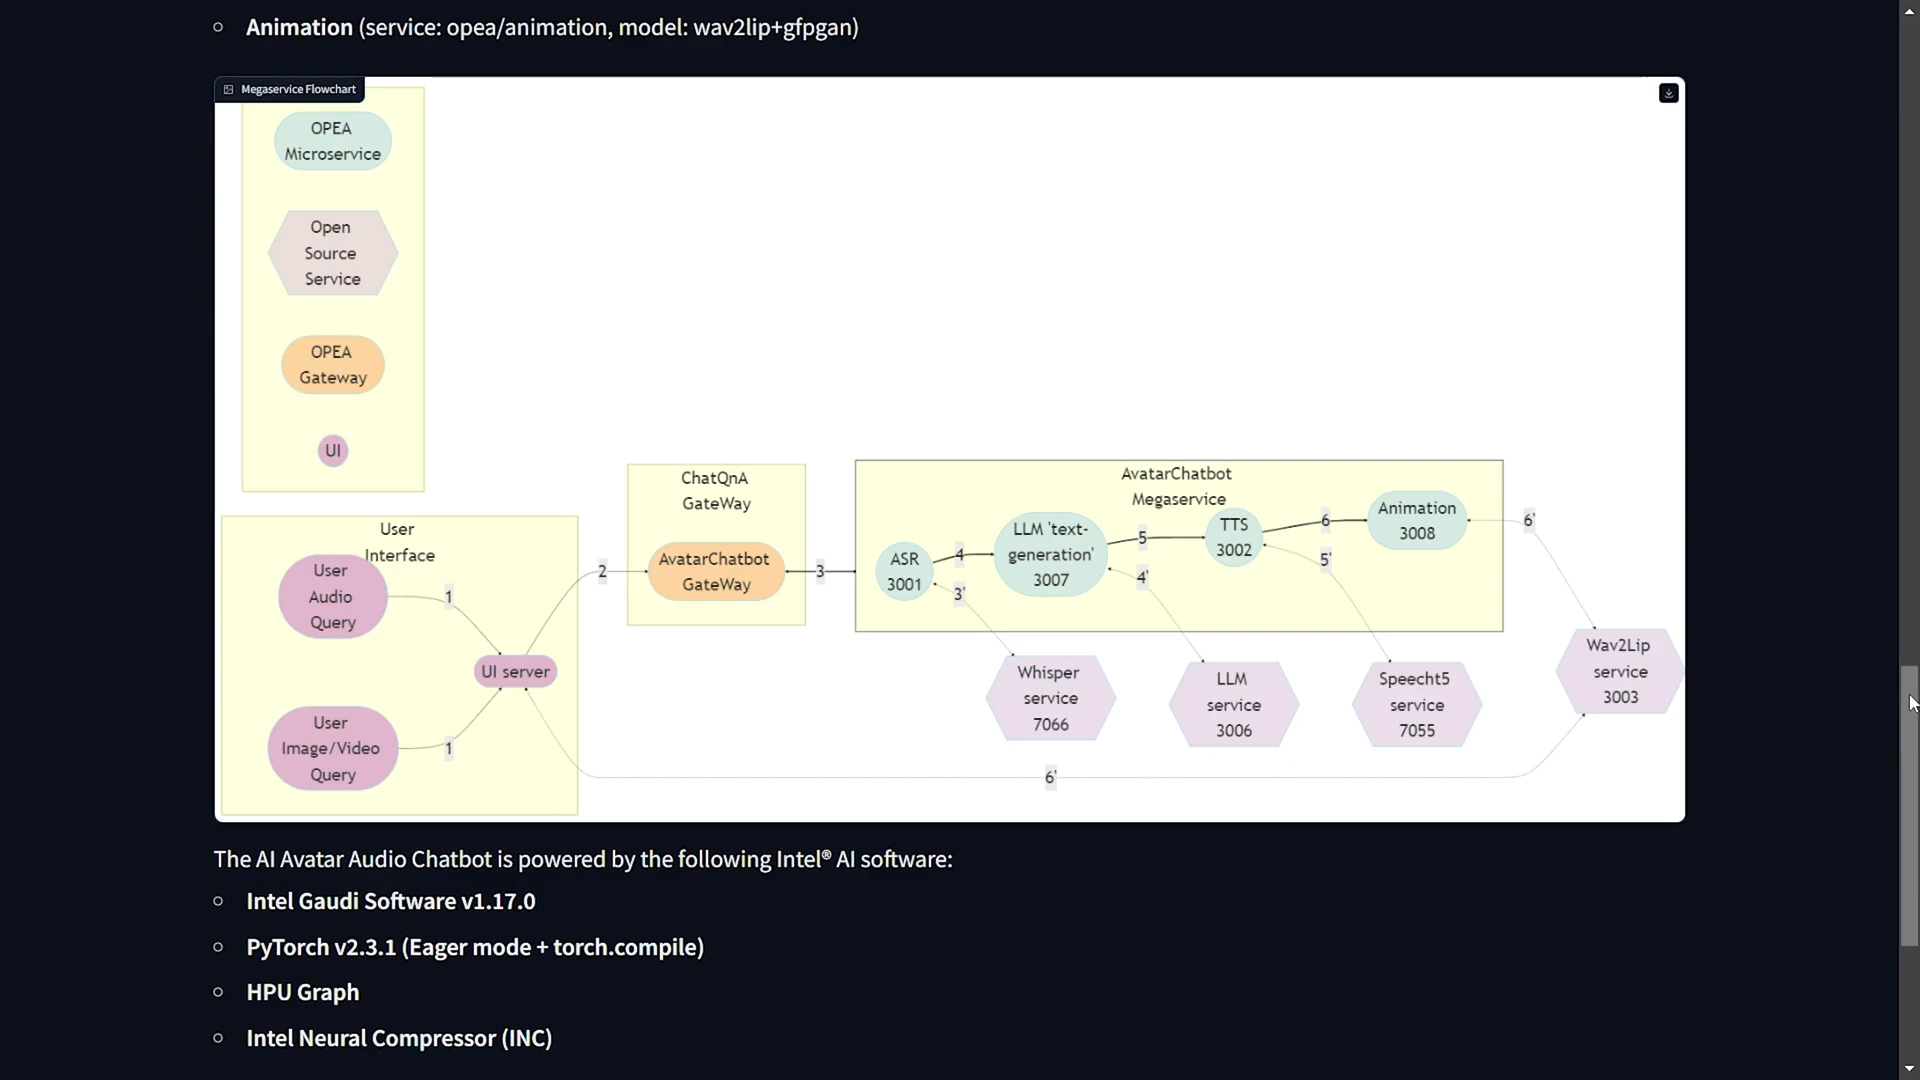 Animation (service: opea/animation, model: wav2lip+gfpgan)
Megaservice Flowchart
OPEA
Microservice
Open
Source
Service
OPEA
Gateway
UI
User
Interface
User
Audio
Query
1
User
Image/Video
Query
1
UI server
2
ChatQnA
GateWay
AvatarChatbot
GateWay
3
AvatarChatbot
Megaservice
ASR
3001
4
3'
LLM 'text-
generation'
3007
5
4'
TTS
3002
6
5'
Animation
3008
6'
Whisper
service
7066
LLM
service
3006
Speecht5
service
7055
Wav2Lip
service
3003
6'
The AI Avatar Audio Chatbot is powered by the following Intel® AI software:
Intel Gaudi Software v1.17.0
PyTorch v2.3.1 (Eager mode + torch.compile)
HPU Graph
Intel Neural Compressor (INC)